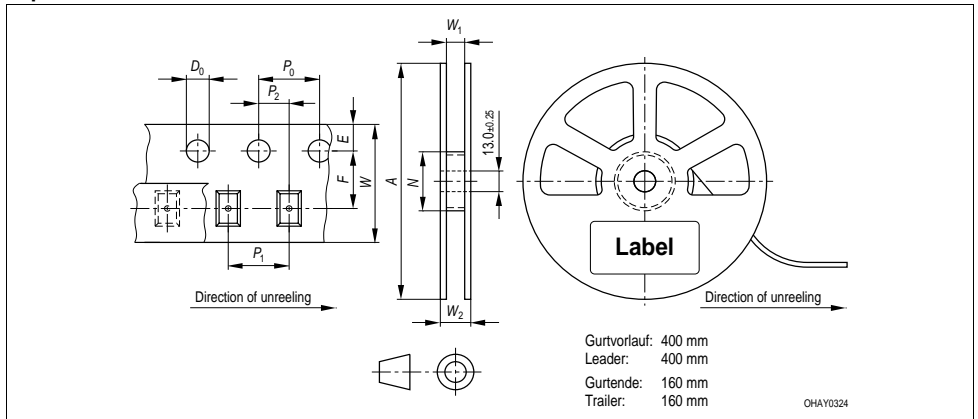 W1
D0
P0
P2
E
F
W
A
N
13.0±0.25
P1
W2
Label
Direction of unreeling
Direction of unreeling
Gurtvorlauf: 400 mm
Leader: 400 mm
Gurtende: 160 mm
Trailer: 160 mm
OHAY0324